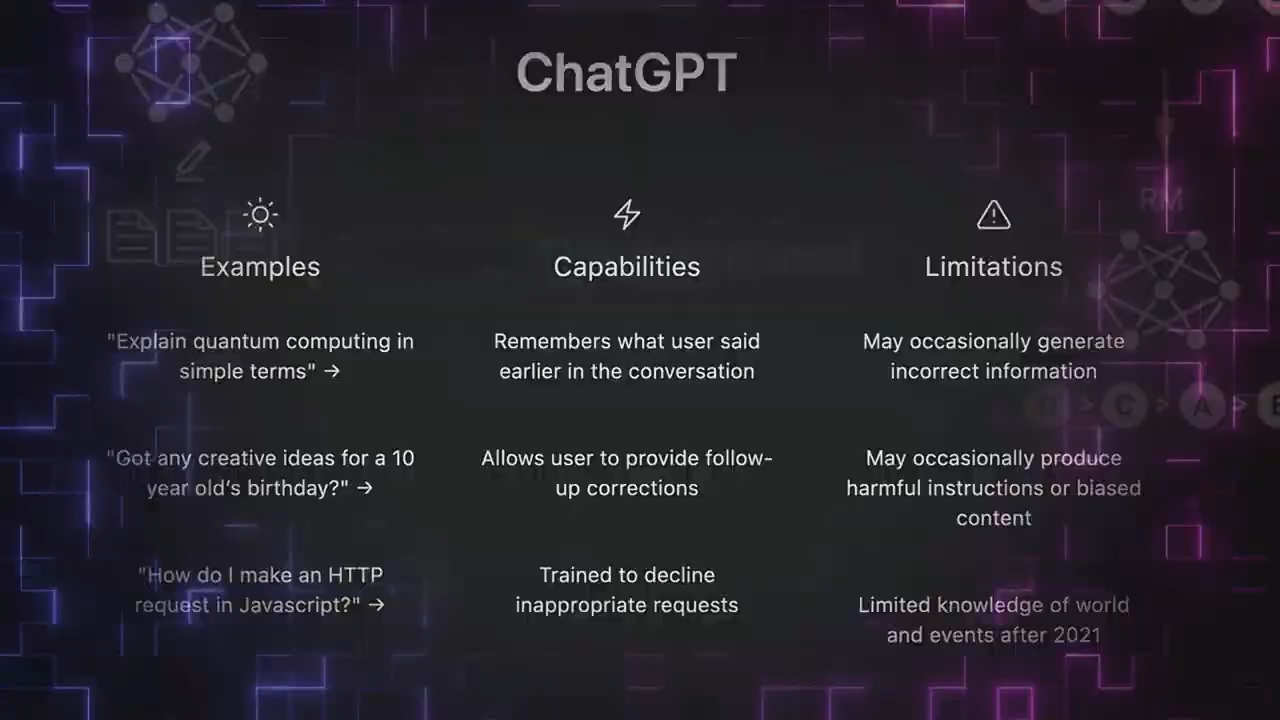 ChatGPT
RM
Examples
Capabilities
Limitations
"Explain quantum computing in
simple terms" →
Remembers what user said
earlier in the conversation
May occasionally generate
incorrect information
C > A >
"Got any creative ideas for a 10
year old's birthday?" →
Allows user to provide follow-
up corrections
May occasionally produce
harmful instructions or biased
content
"How do I make an HTTP
request in Javascript?" →
Trained to decline
inappropriate requests
Limited knowledge of world
and events after 2021